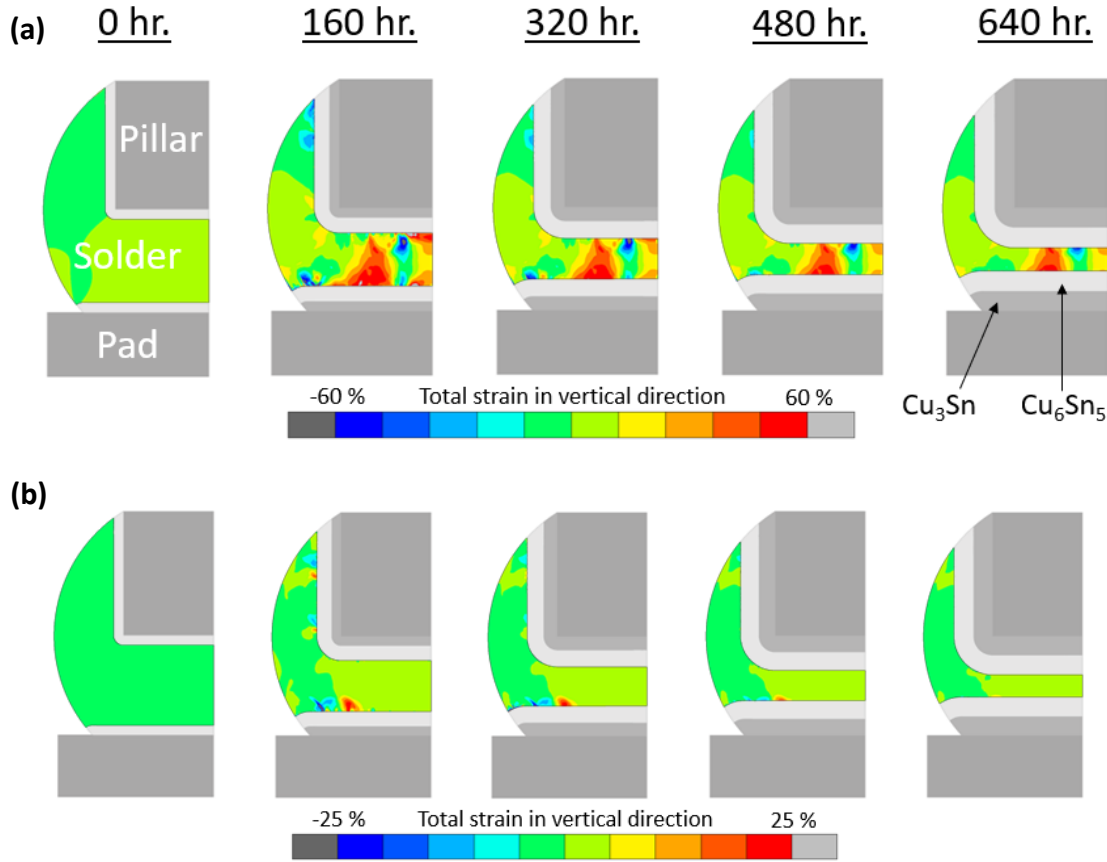 (a) 0 hr. 160 hr. 320 hr. 480 hr. 640 hr.
Pillar
Solder
Pad
-60 % Total strain in vertical direction 60 %
Cu₃Sn Cu₆Sn₅
(b)
-25 % Total strain in vertical direction 25 %